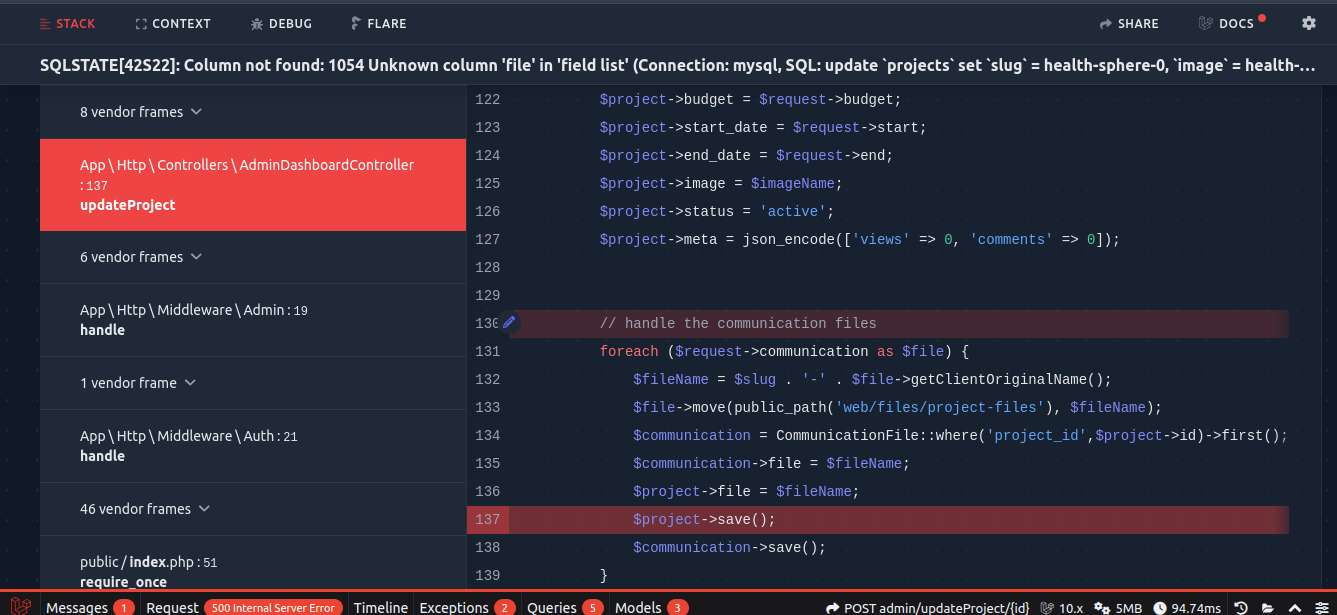 STACK CONTEXT DEBUG FLARE SHARE DOCS
SQLSTATE[42S22]: Column not found: 1054 Unknown column 'file' in 'field list' (Connection: mysql, SQL: update `projects` set `slug` = health-sphere-0, `image` = health-...
8 vendor frames
App\Http\Controllers\AdminDashboardController
:137
updateProject
6 vendor frames
App\Http\Middleware\Admin:19
handle
1 vendor frame
App\Http\Middleware\Auth:21
handle
46 vendor frames
public/index.php:51
require_once
122 $project->budget = $request->budget;
123 $project->start_date = $request->start;
124 $project->end_date = $request->end;
125 $project->image = $imageName;
126 $project->status = 'active';
127 $project->meta = json_encode(['views' => 0, 'comments' => 0]);
128
129
130 // handle the communication files
131 foreach ($request->communication as $file) {
132 $fileName = $slug . '-' . $file->getClientOriginalName();
133 $file->move(public_path('web/files/project-files'), $fileName);
134 $communication = CommunicationFile::where('project_id',$project->id)->first();
135 $communication->file = $fileName;
136 $project->file = $fileName;
137 $project->save();
138 $communication->save();
139 }
Messages 1 Request 500 Internal Server Error Timeline Exceptions 2 Queries 5 Models 3 POST admin/updateProject/{id} 10.x 5MB 94.74ms